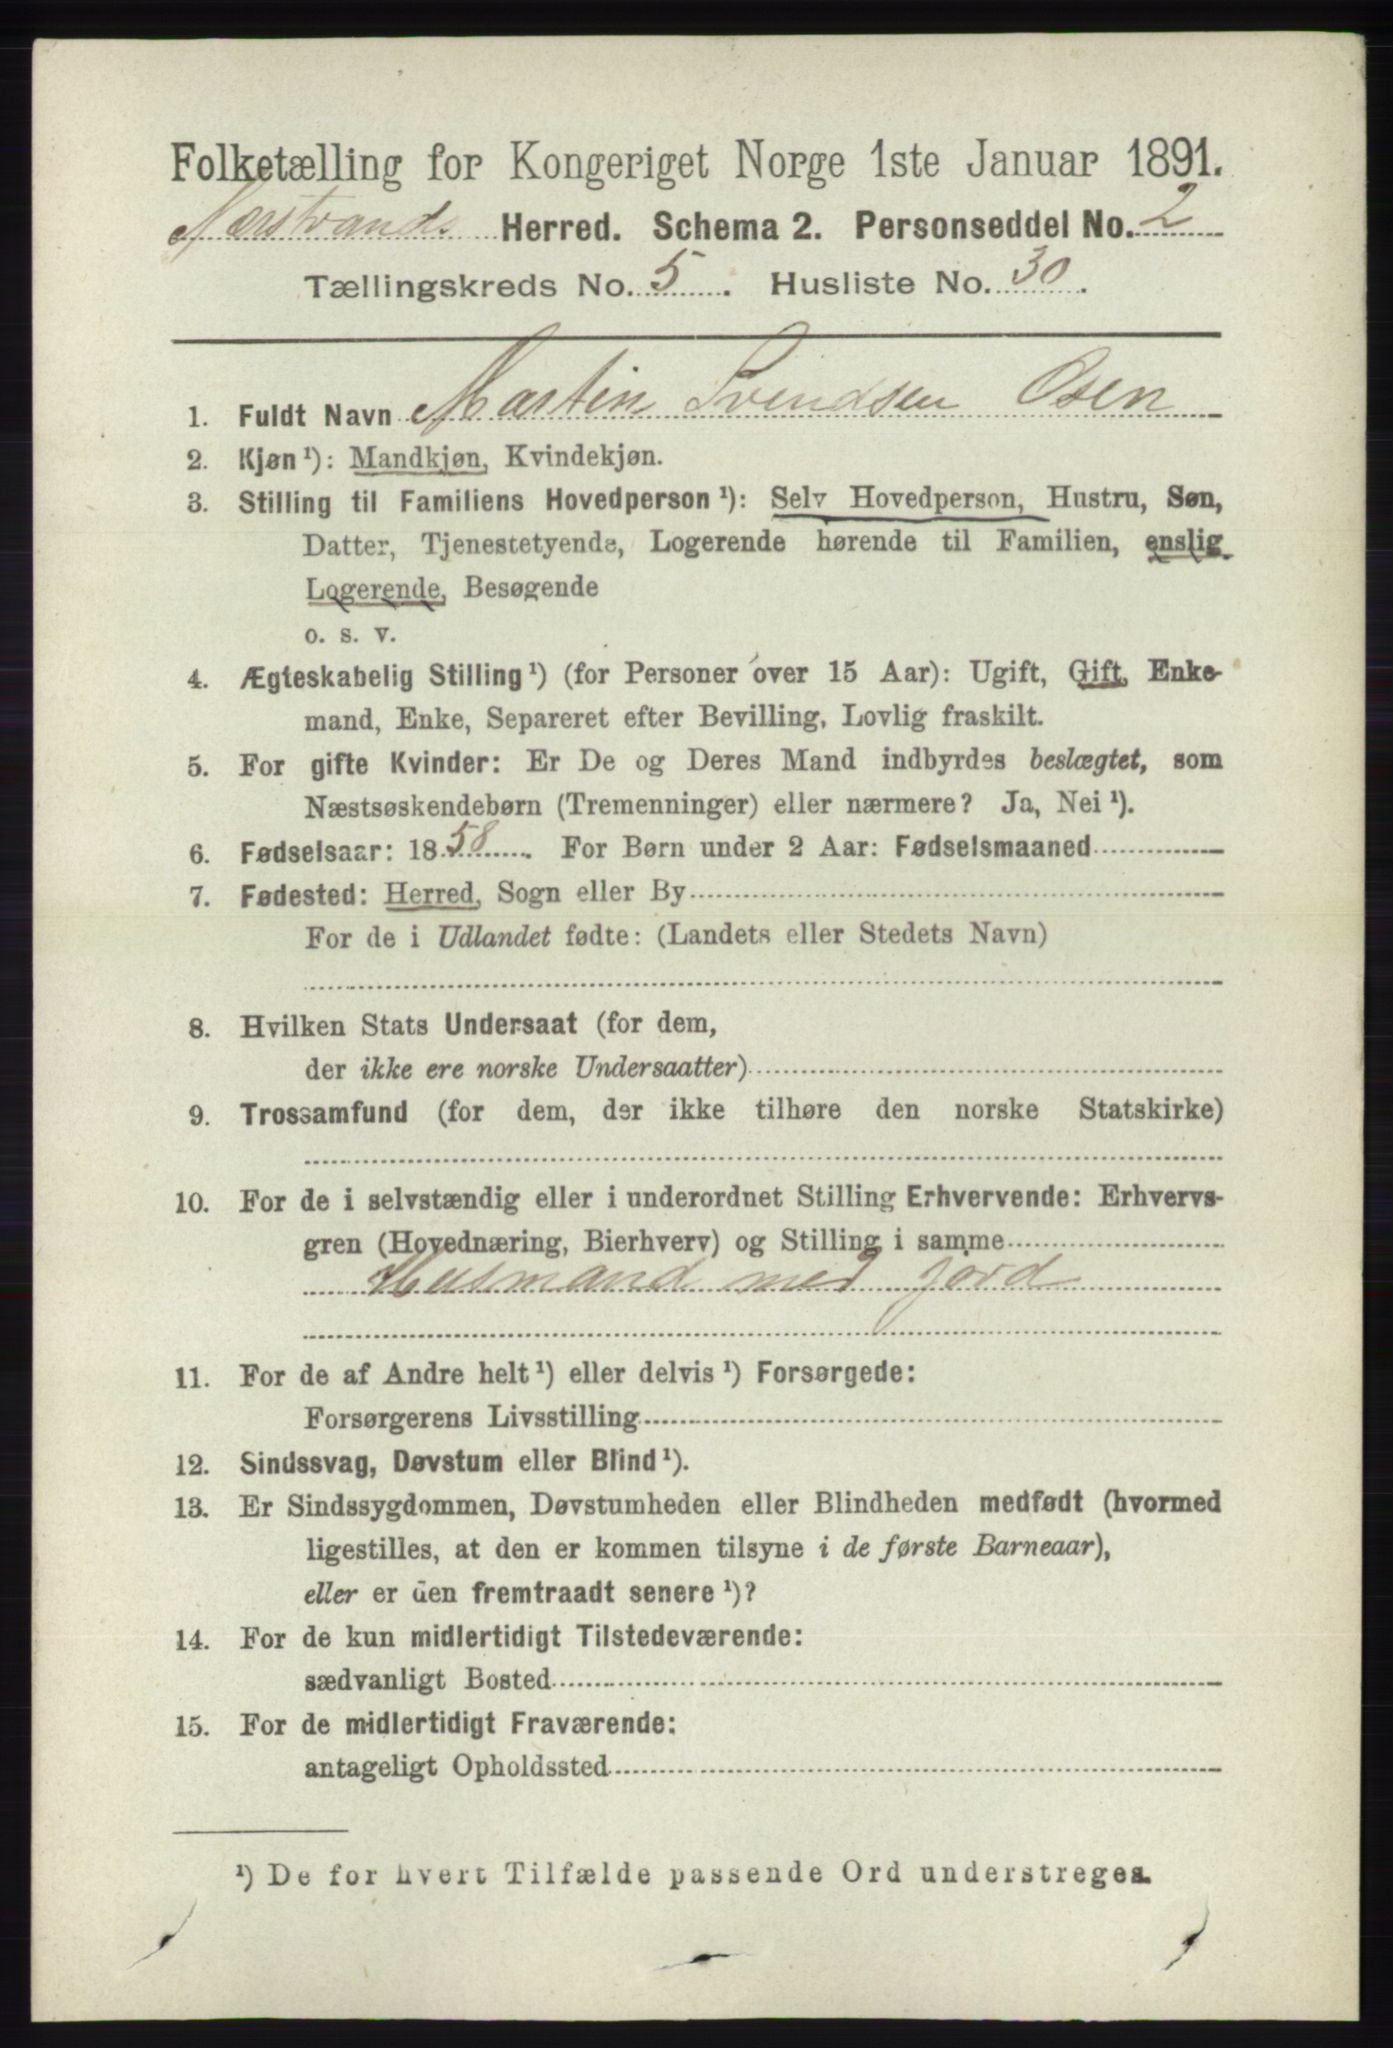 Folketælling for Kongeriget Norge 1ste Januar 1891.
Nærstrands Herred. Schema 2. Personseddel No. 2
Tællingskreds No. 5. Husliste No. 30.
1. Fuldt Navn Martin Svendsen Osen
2. Kjøn ¹): Mandkjøn, Kvindekjøn.
3. Stilling til Familiens Hovedperson ¹): Selv Hovedperson, Hustru, Søn,
Datter, Tjenestetyende, Logerende hørende til Familien, enslig
Logerende, Besøgende
o. s. v.
4. Ægteskabelig Stilling ¹) (for Personer over 15 Aar): Ugift, Gift, Enke-
mand, Enke, Separeret efter Bevilling, Lovlig fraskilt.
5. For gifte Kvinder: Er De og Deres Mand indbyrdes beslægtet, som
Næstsøskendebørn (Tremenninger) eller nærmere? Ja, Nei ¹).
6. Fødselsaar: 1858. For Børn under 2 Aar: Fødselsmaaned
7. Fødested: Herred, Sogn eller By
For de i Udlandet fødte: (Landets eller Stedets Navn)
8. Hvilken Stats Undersaat (for dem,
der ikke ere norske Undersaatter)
9. Trossamfund (for dem, der ikke tilhøre den norske Statskirke)
10. For de i selvstændig eller i underordnet Stilling Erhvervende: Erhvervs-
gren (Hovednæring, Bierhverv) og Stilling i samme
Husmand med jord
11. For de af Andre helt ¹) eller delvis ¹) Forsørgede:
Forsørgerens Livsstilling
12. Sindssvag, Døvstum eller Blind ¹).
13. Er Sindssygdommen, Døvstumheden eller Blindheden medfødt (hvormed
ligestilles, at den er kommen tilsyne i de første Barneaar),
eller er den fremtraadt senere ¹)?
14. For de kun midlertidigt Tilstedeværende:
sædvanligt Bosted
15. For de midlertidigt Fraværende:
antageligt Opholdssted
¹) De for hvert Tilfælde passende Ord understreges.